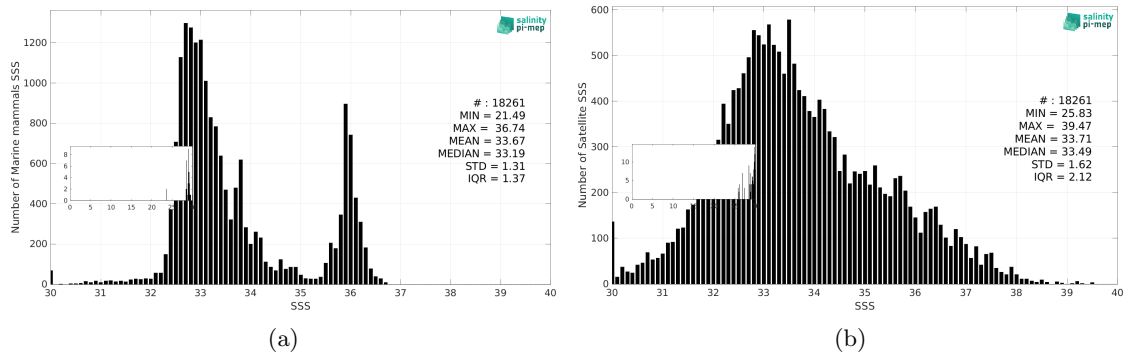 salinity
pi-mep
Number of Marine mammals SSS
1200
1000
800
600
400
200
0
# : 18261
MIN = 21.49
MAX = 36.74
MEAN = 33.67
MEDIAN = 33.19
STD = 1.31
IQR = 1.37
8
6
4
2
0
0 5 10 15 20 25
30 31 32 33 34 35 36 37 38 39 40
SSS
(a)
salinity
pi-mep
Number of Satellite SSS
600
500
400
300
200
100
0
# : 18261
MIN = 25.83
MAX = 39.47
MEAN = 33.71
MEDIAN = 33.49
STD = 1.62
IQR = 2.12
10
5
0
0 5 10
30 31 32 33 34 35 36 37 38 39 40
SSS
(b)